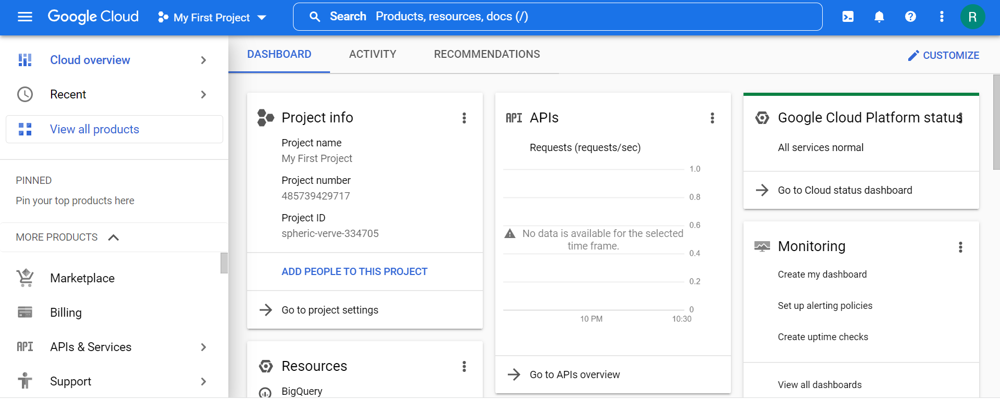 Google Cloud
My First Project
Search Products, resources, docs (/)
R
Cloud overview
Recent
View all products
PINNED
Pin your top products here
MORE PRODUCTS
Marketplace
Billing
API APIs & Services
Support
DASHBOARD
ACTIVITY
RECOMMENDATIONS
CUSTOMIZE
Project info
Project name
My First Project
Project number
485739429717
Project ID
spheric-verve-334705
ADD PEOPLE TO THIS PROJECT
Go to project settings
Resources
BigQuery
API APIs
Requests (requests/sec)
1.0
0.8
0.6
No data is available for the selected
time frame.
0.4
0.2
0
10 PM
10:30
Go to APIs overview
Google Cloud Platform status
All services normal
Go to Cloud status dashboard
Monitoring
Create my dashboard
Set up alerting policies
Create uptime checks
View all dashboards